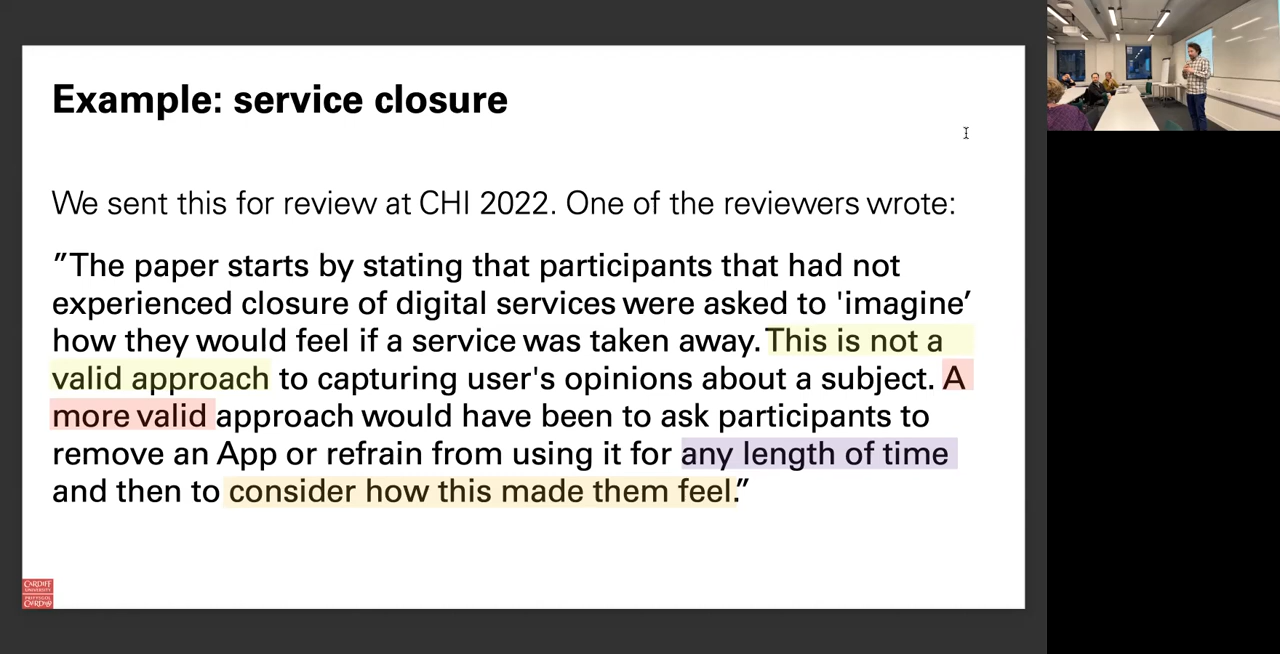 Example: service closure
We sent this for review at CHI 2022. One of the reviewers wrote:
”The paper starts by stating that participants that had not
experienced closure of digital services were asked to 'imagine’
how they would feel if a service was taken away. This is not a
valid approach to capturing user's opinions about a subject. A
more valid approach would have been to ask participants to
remove an App or refrain from using it for any length of time
and then to consider how this made them feel.”
CARDIFF
UNIVERSITY
PRIFYSGOL
CAERDYDD